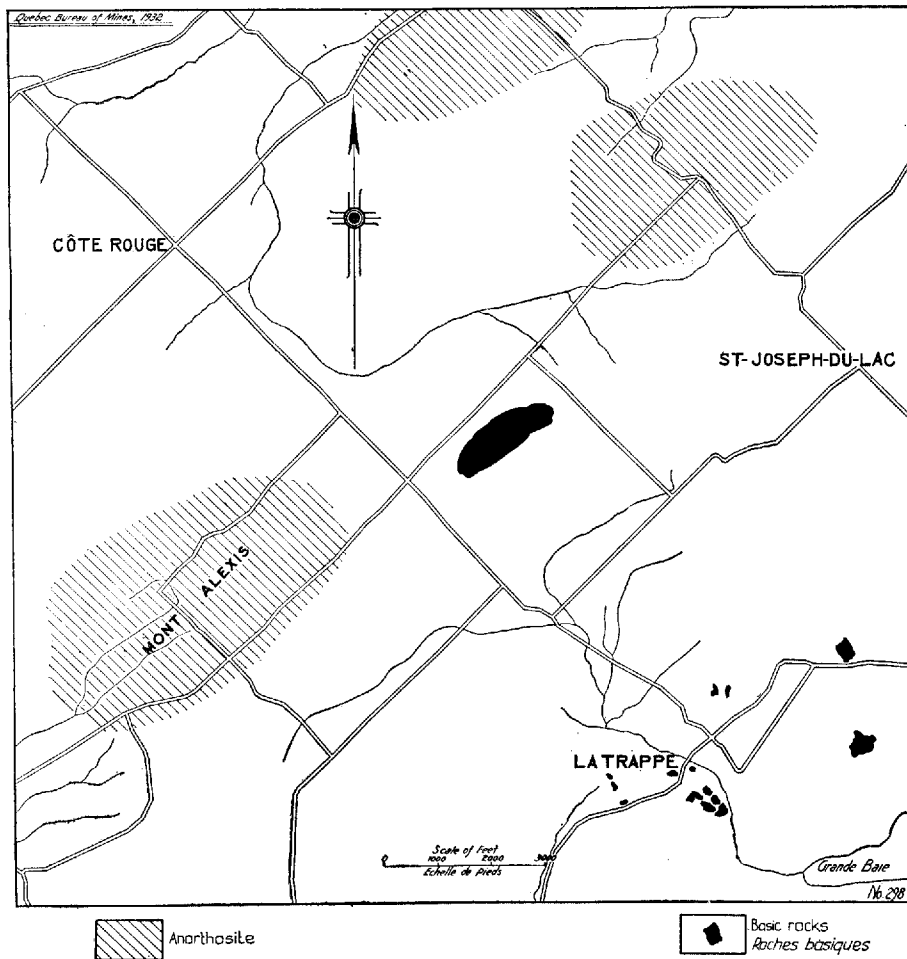 Quebec Bureau of Mines, 1932
CÔTE ROUGE
ST-JOSEPH-DU-LAC
MONT ALEXIS
LA TRAPPE
Scale of Feet
0 1000 2000 3000
Echelle de Pieds
Grande Baie
No. 298
Anorthosite
Basic rocks
Roches basiques